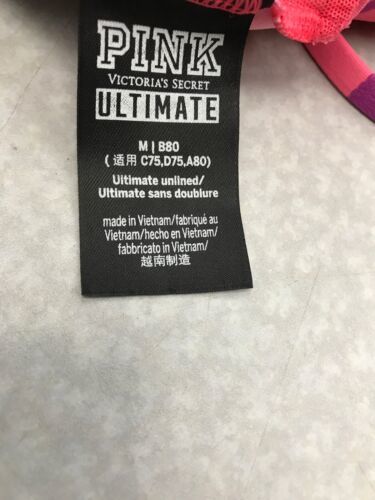 PINK
VICTORIA'S SECRET
ULTIMATE
M | B80
(适用 C75,D75,A80)
Ultimate unlined/
Ultimate sans doublure
made in Vietnam/fabriqué au
Vietnam/hecho en Vietnam/
fabbricato in Vietnam/
越南制造